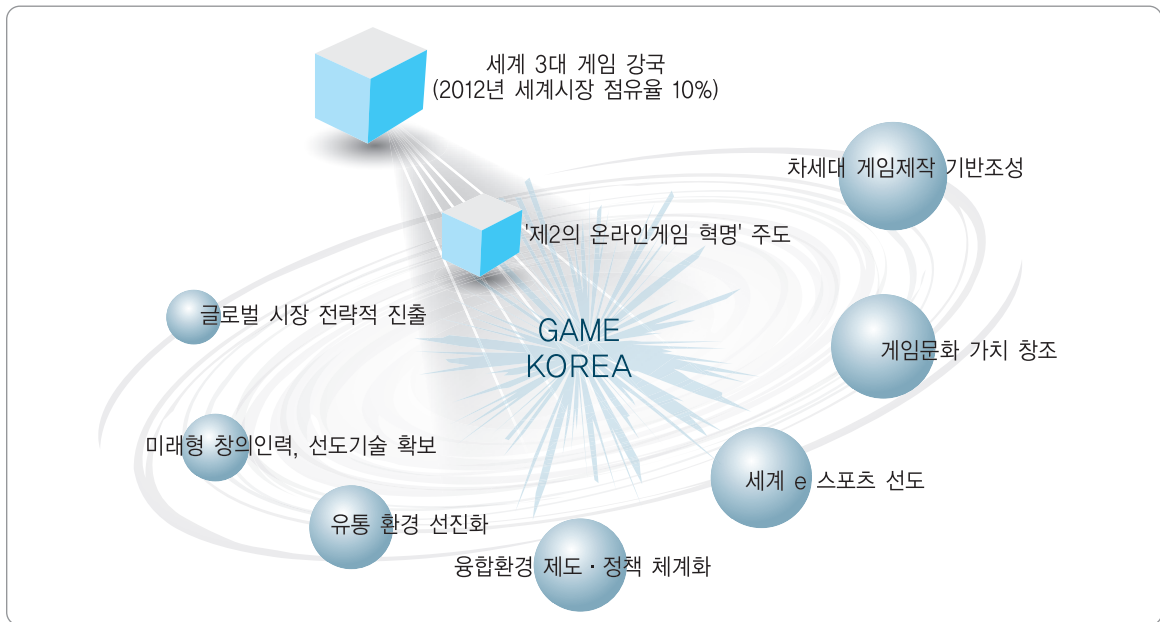 세계 3대 게임 강국
(2012년 세계시장 점유율 10%)
차세대 게임제작 기반조성
'제2의 온라인게임 혁명' 주도
글로벌 시장 전략적 진출
GAME
KOREA
게임문화 가치 창조
미래형 창의인력, 선도기술 확보
세계 e 스포츠 선도
유통 환경 선진화
융합환경 제도·정책 체계화